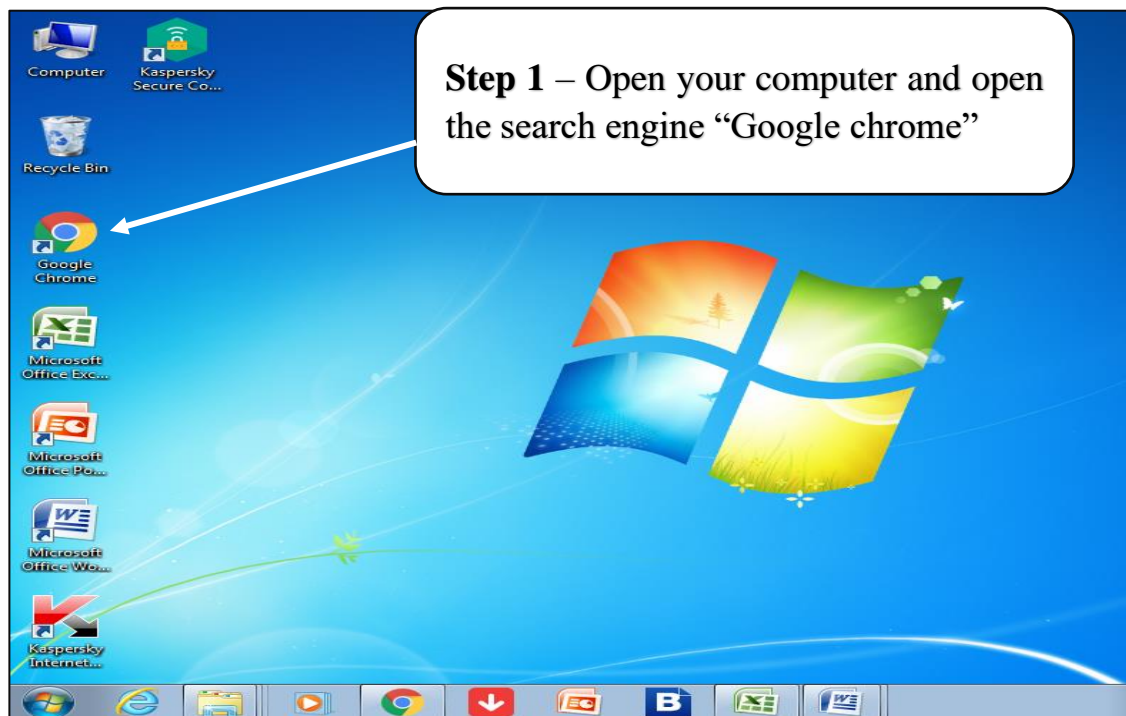 Computer
Kaspersky
Secure Co...
Step 1 – Open your computer and open
the search engine “Google chrome”
Recycle Bin
Google
Chrome
Microsoft
Office Exc...
Microsoft
Office Po...
Microsoft
Office Wo...
Kaspersky
Internet...
B